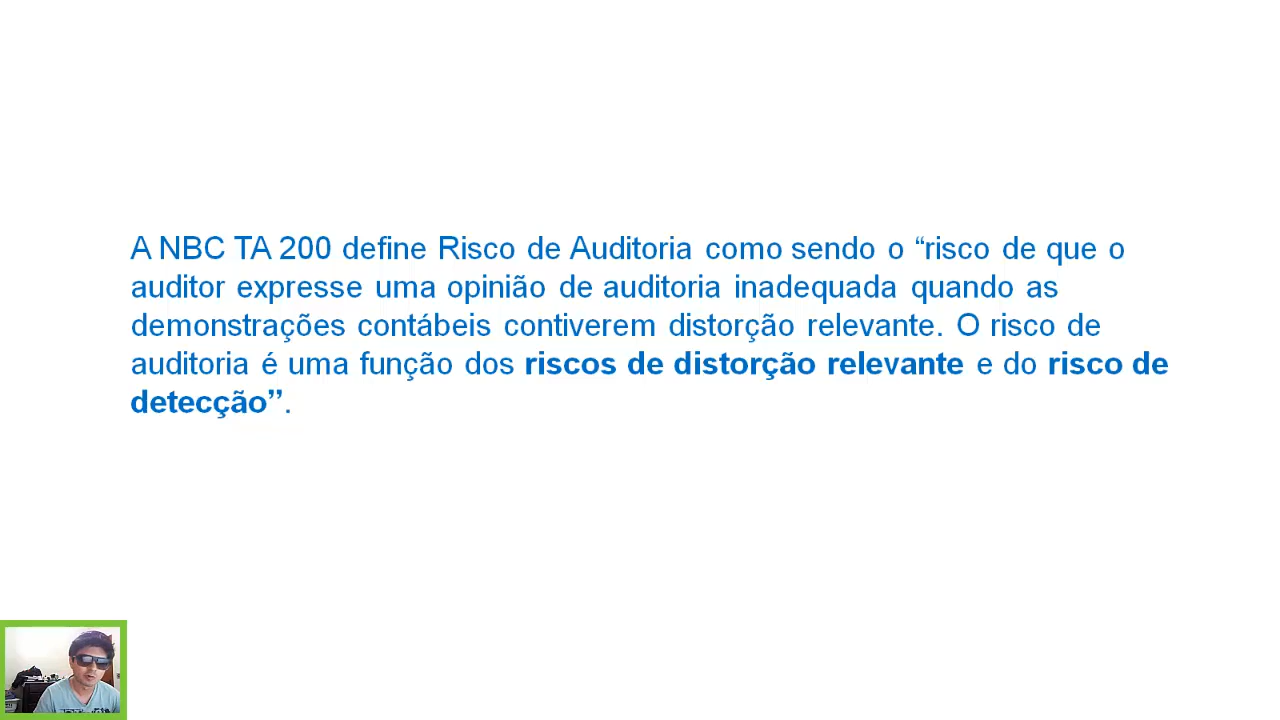 A NBC TA 200 define Risco de Auditoria como sendo o “risco de que o
auditor expresse uma opinião de auditoria inadequada quando as
demonstrações contábeis contiverem distorção relevante. O risco de
auditoria é uma função dos riscos de distorção relevante e do risco de
detecção”.